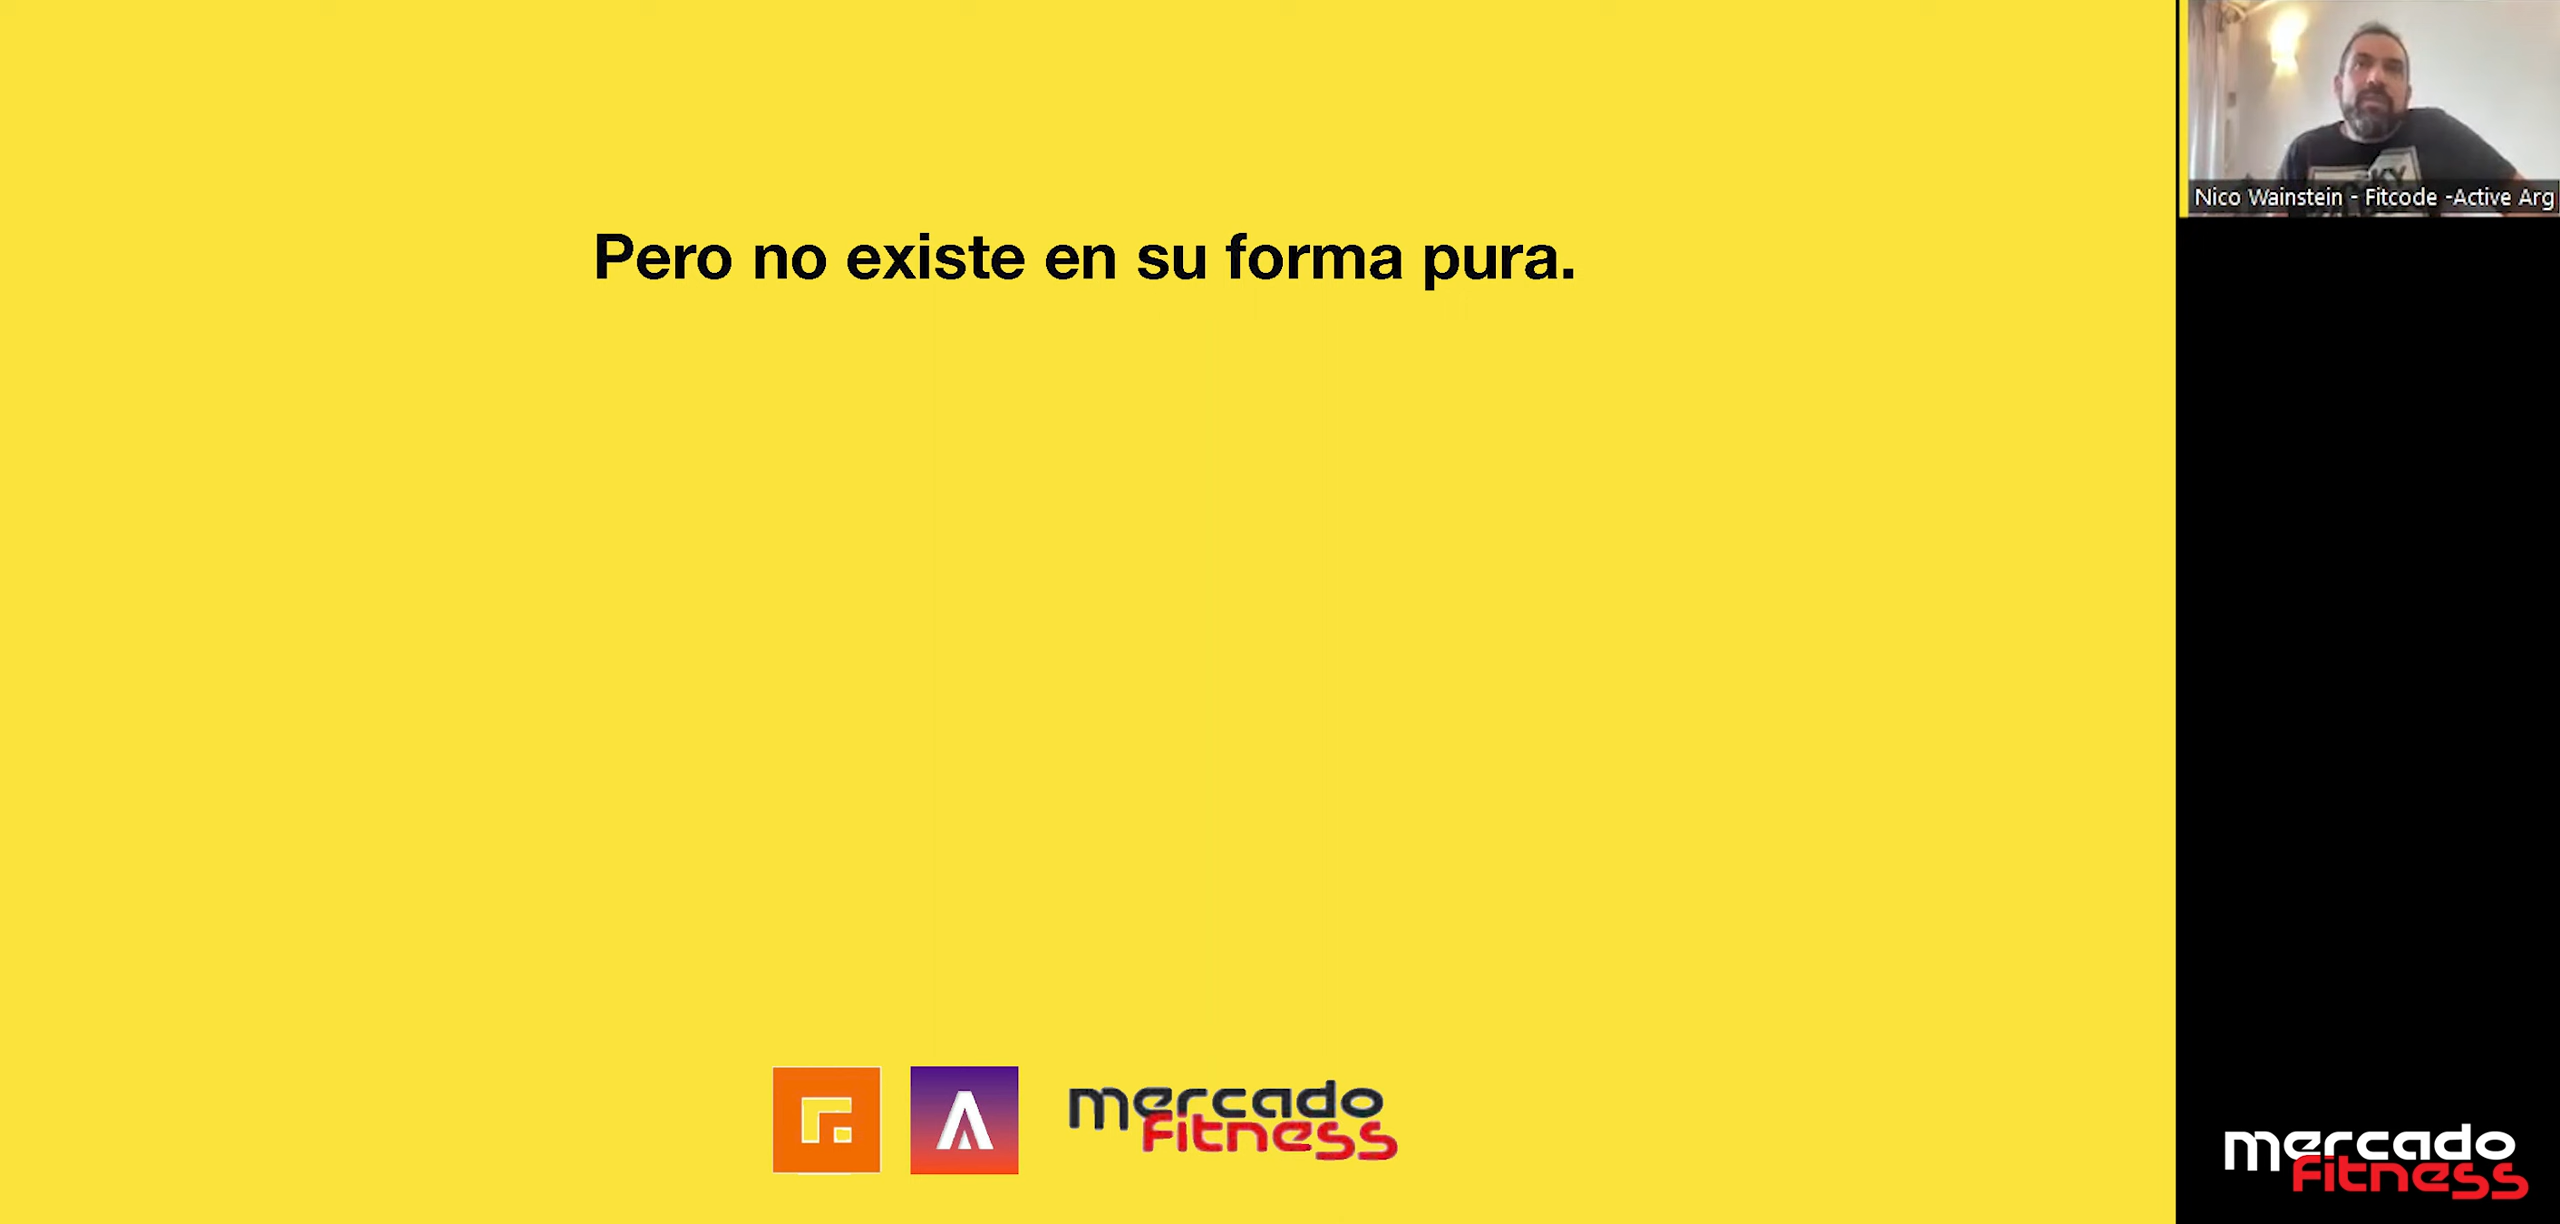 Nico Wainstein - Fitcode -Active Arg
Pero no existe en su forma pura.
mercado
fitness
mercado
fitness